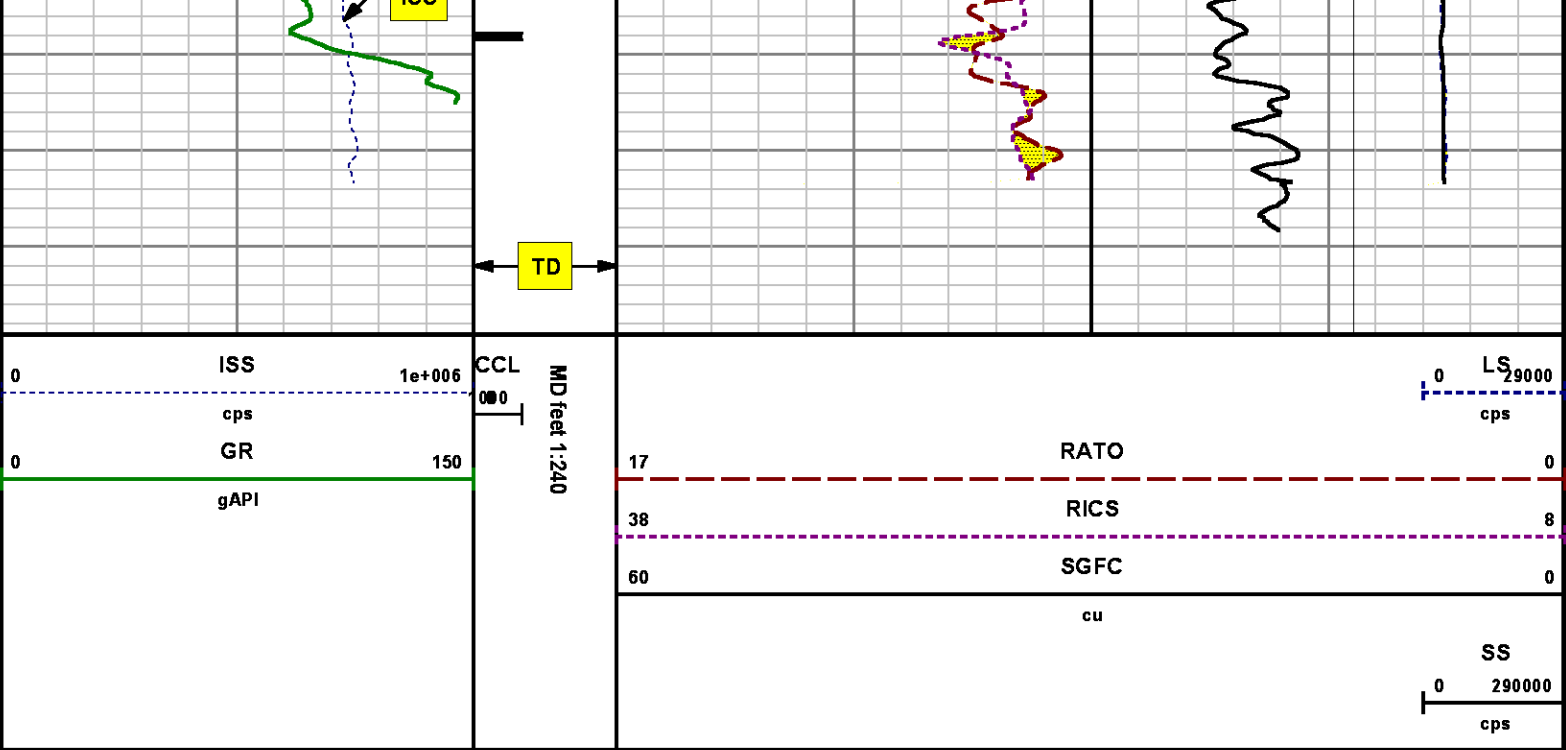 TD
ISS
0 1e+006
cps
GR
0 150
gAPI
CCL
MD feet 1:240
LS
0 29000
cps
RATO
17 0
RICS
38 8
SGFC
60 0
cu
SS
0 290000
cps